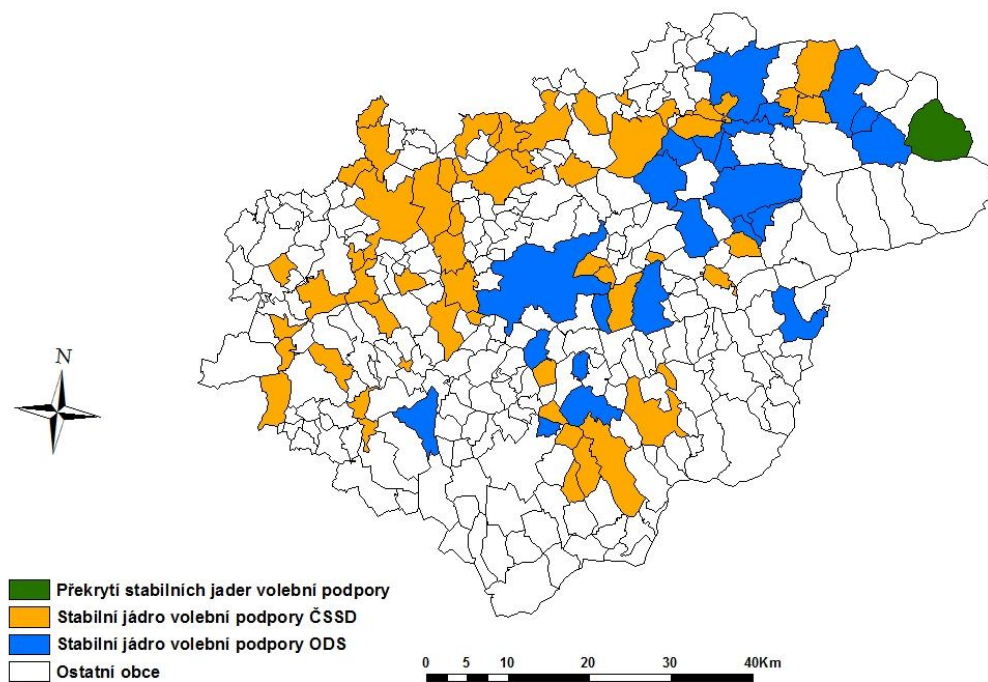 N
Překrytí stabilních jader volební podpory
Stabilní jádro volební podpory ČSSD
Stabilní jádro volební podpory ODS
Ostatní obce
0 5 10 20 30 40Km